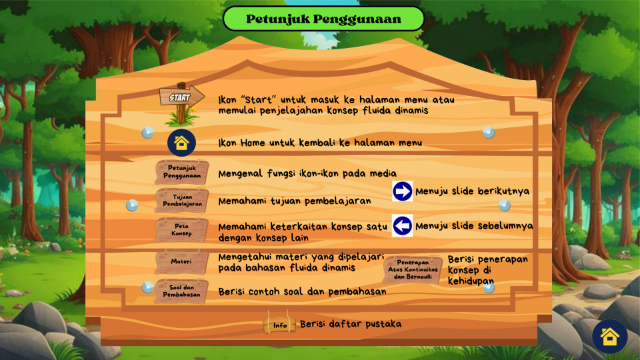 Petunjuk Penggunaan
START
Ikon "Start" untuk masuk ke halaman menu atau
memulai penjelajahan konsep fluida dinamis
Ikon Home untuk kembali ke halaman menu
Petunjuk
Penggunaan
Mengenal fungsi ikon-ikon pada media
Tujuan
Pembelajaran
Memahami tujuan pembelajaran
Menuju slide berikutnya
Peta
Konsep
Memahami keterkaitan konsep satu
dengan konsep lain
Menuju slide sebelumnya
Materi
Mengetahui materi yang dipelajari
pada bahasan fluida dinamis
Penerapan
Asas Kontinuitas
dan Bernoulli
Berisi penerapan
konsep di
kehidupan
Soal dan
Pembahasan
Berisi contoh soal dan pembahasan
Info
Berisi daftar pustaka